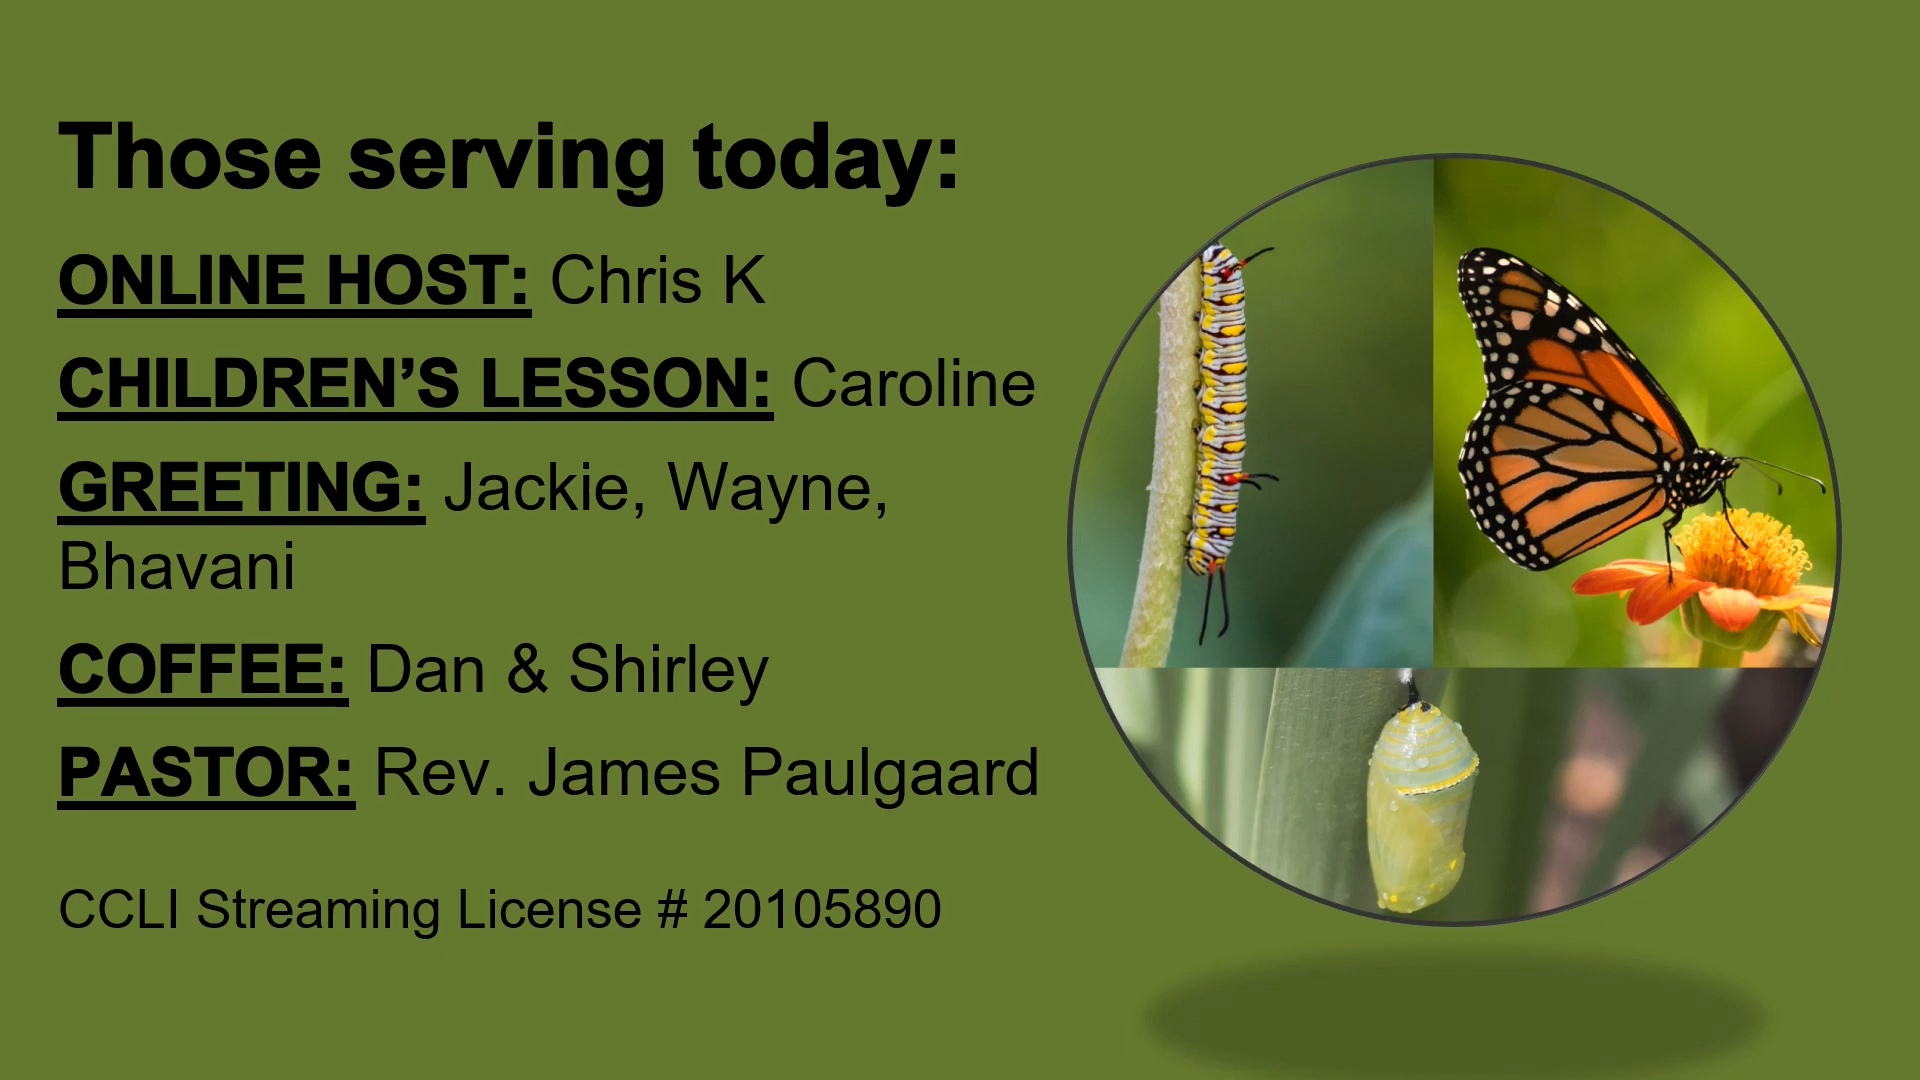 Those serving today:
ONLINE HOST: Chris K
CHILDREN’S LESSON: Caroline
GREETING: Jackie, Wayne,
Bhavani
COFFEE: Dan & Shirley
PASTOR: Rev. James Paulgaard
CCLI Streaming License # 20105890